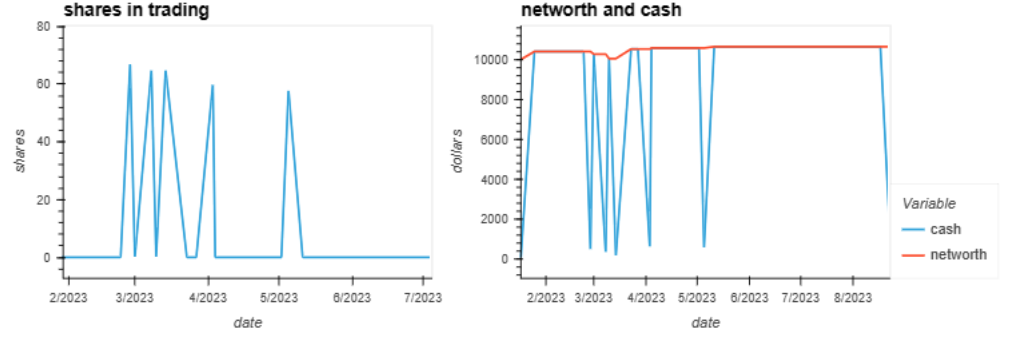 shares in trading
80
60
40
20
0
shares
2/2023 3/2023 4/2023 5/2023 6/2023 7/2023
date
networth and cash
10000
8000
6000
4000
2000
0
dollars
2/2023 3/2023 4/2023 5/2023 6/2023 7/2023 8/2023
date
Variable
cash
networth